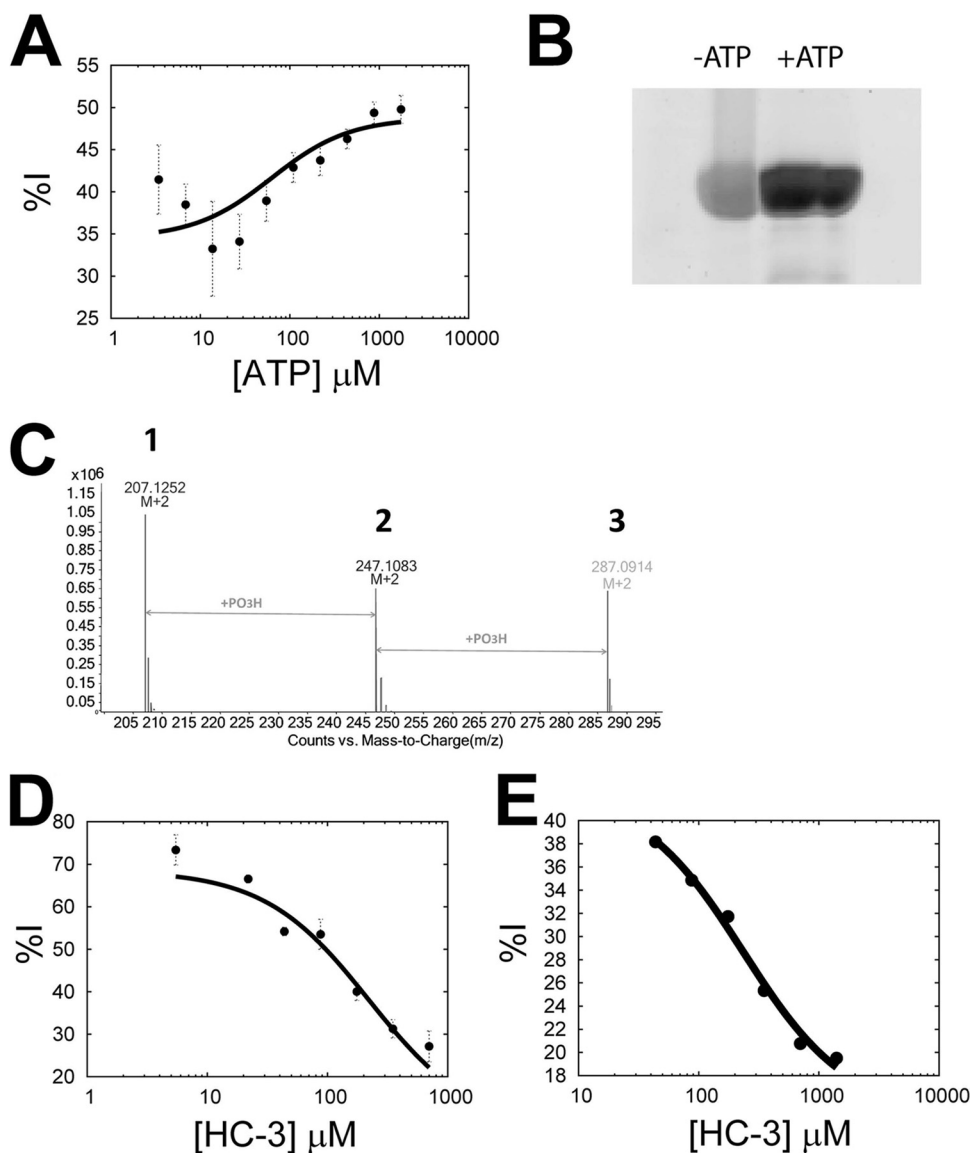 A
B
-ATP +ATP
55
50
45
40
35
30
25
%I
1 10 100 1000 10000
[ATP] μM
C
1
2
3
x10⁶
1.15
1.05
0.95
0.85
0.75
0.65
0.55
0.45
0.35
0.25
0.15
0.05
207.1252
M+2
247.1083
M+2
287.0914
M+2
+PO3H
+PO3H
205 210 215 220 225 230 235 240 245 250 255 260 265 270 275 280 285 290 295
Counts vs. Mass-to-Charge(m/z)
D
80
70
60
50
40
30
20
%I
1 10 100 1000
[HC-3] μM
E
40
38
36
34
32
30
28
26
24
22
20
18
%I
10 100 1000 10000
[HC-3] μM